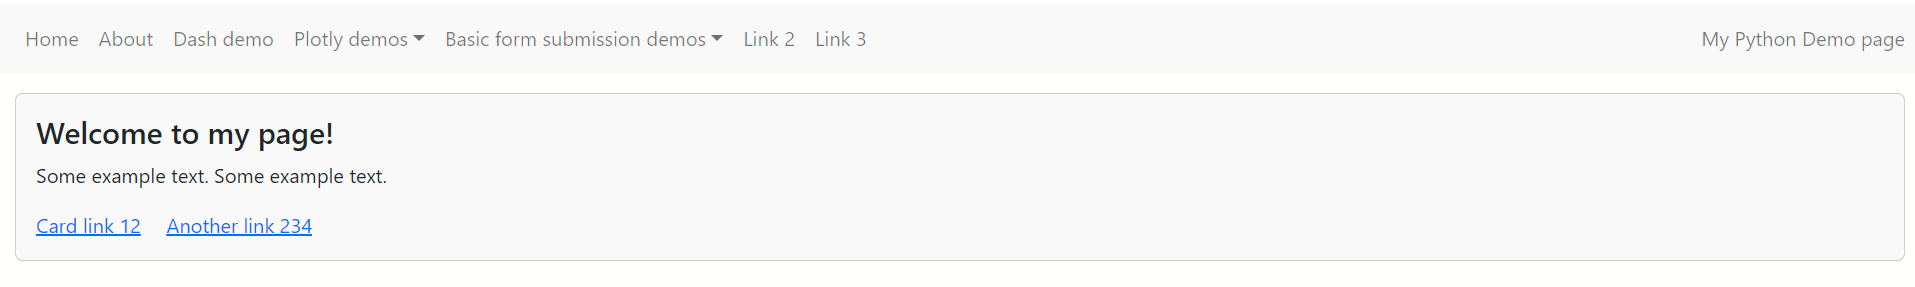 Home About Dash demo Plotly demos Basic form submission demos Link 2 Link 3 My Python Demo page
Welcome to my page!
Some example text. Some example text.
Card link 12 Another link 234